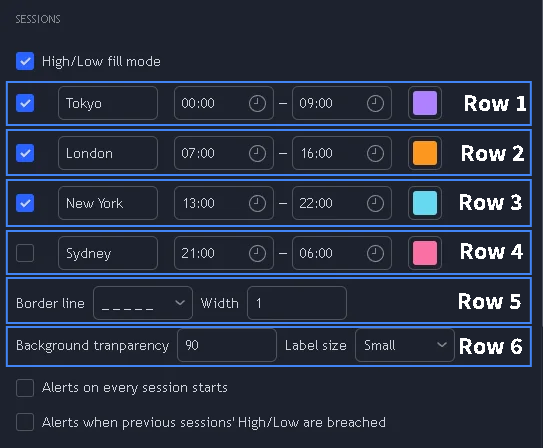 SESSIONS
High/Low fill mode
Tokyo 00:00 – 09:00 Row 1
London 07:00 – 16:00 Row 2
New York 13:00 – 22:00 Row 3
Sydney 21:00 – 06:00 Row 4
Border line _ _ _ _ _ Width 1 Row 5
Background tranparency 90 Label size Small Row 6
Alerts on every session starts
Alerts when previous sessions' High/Low are breached